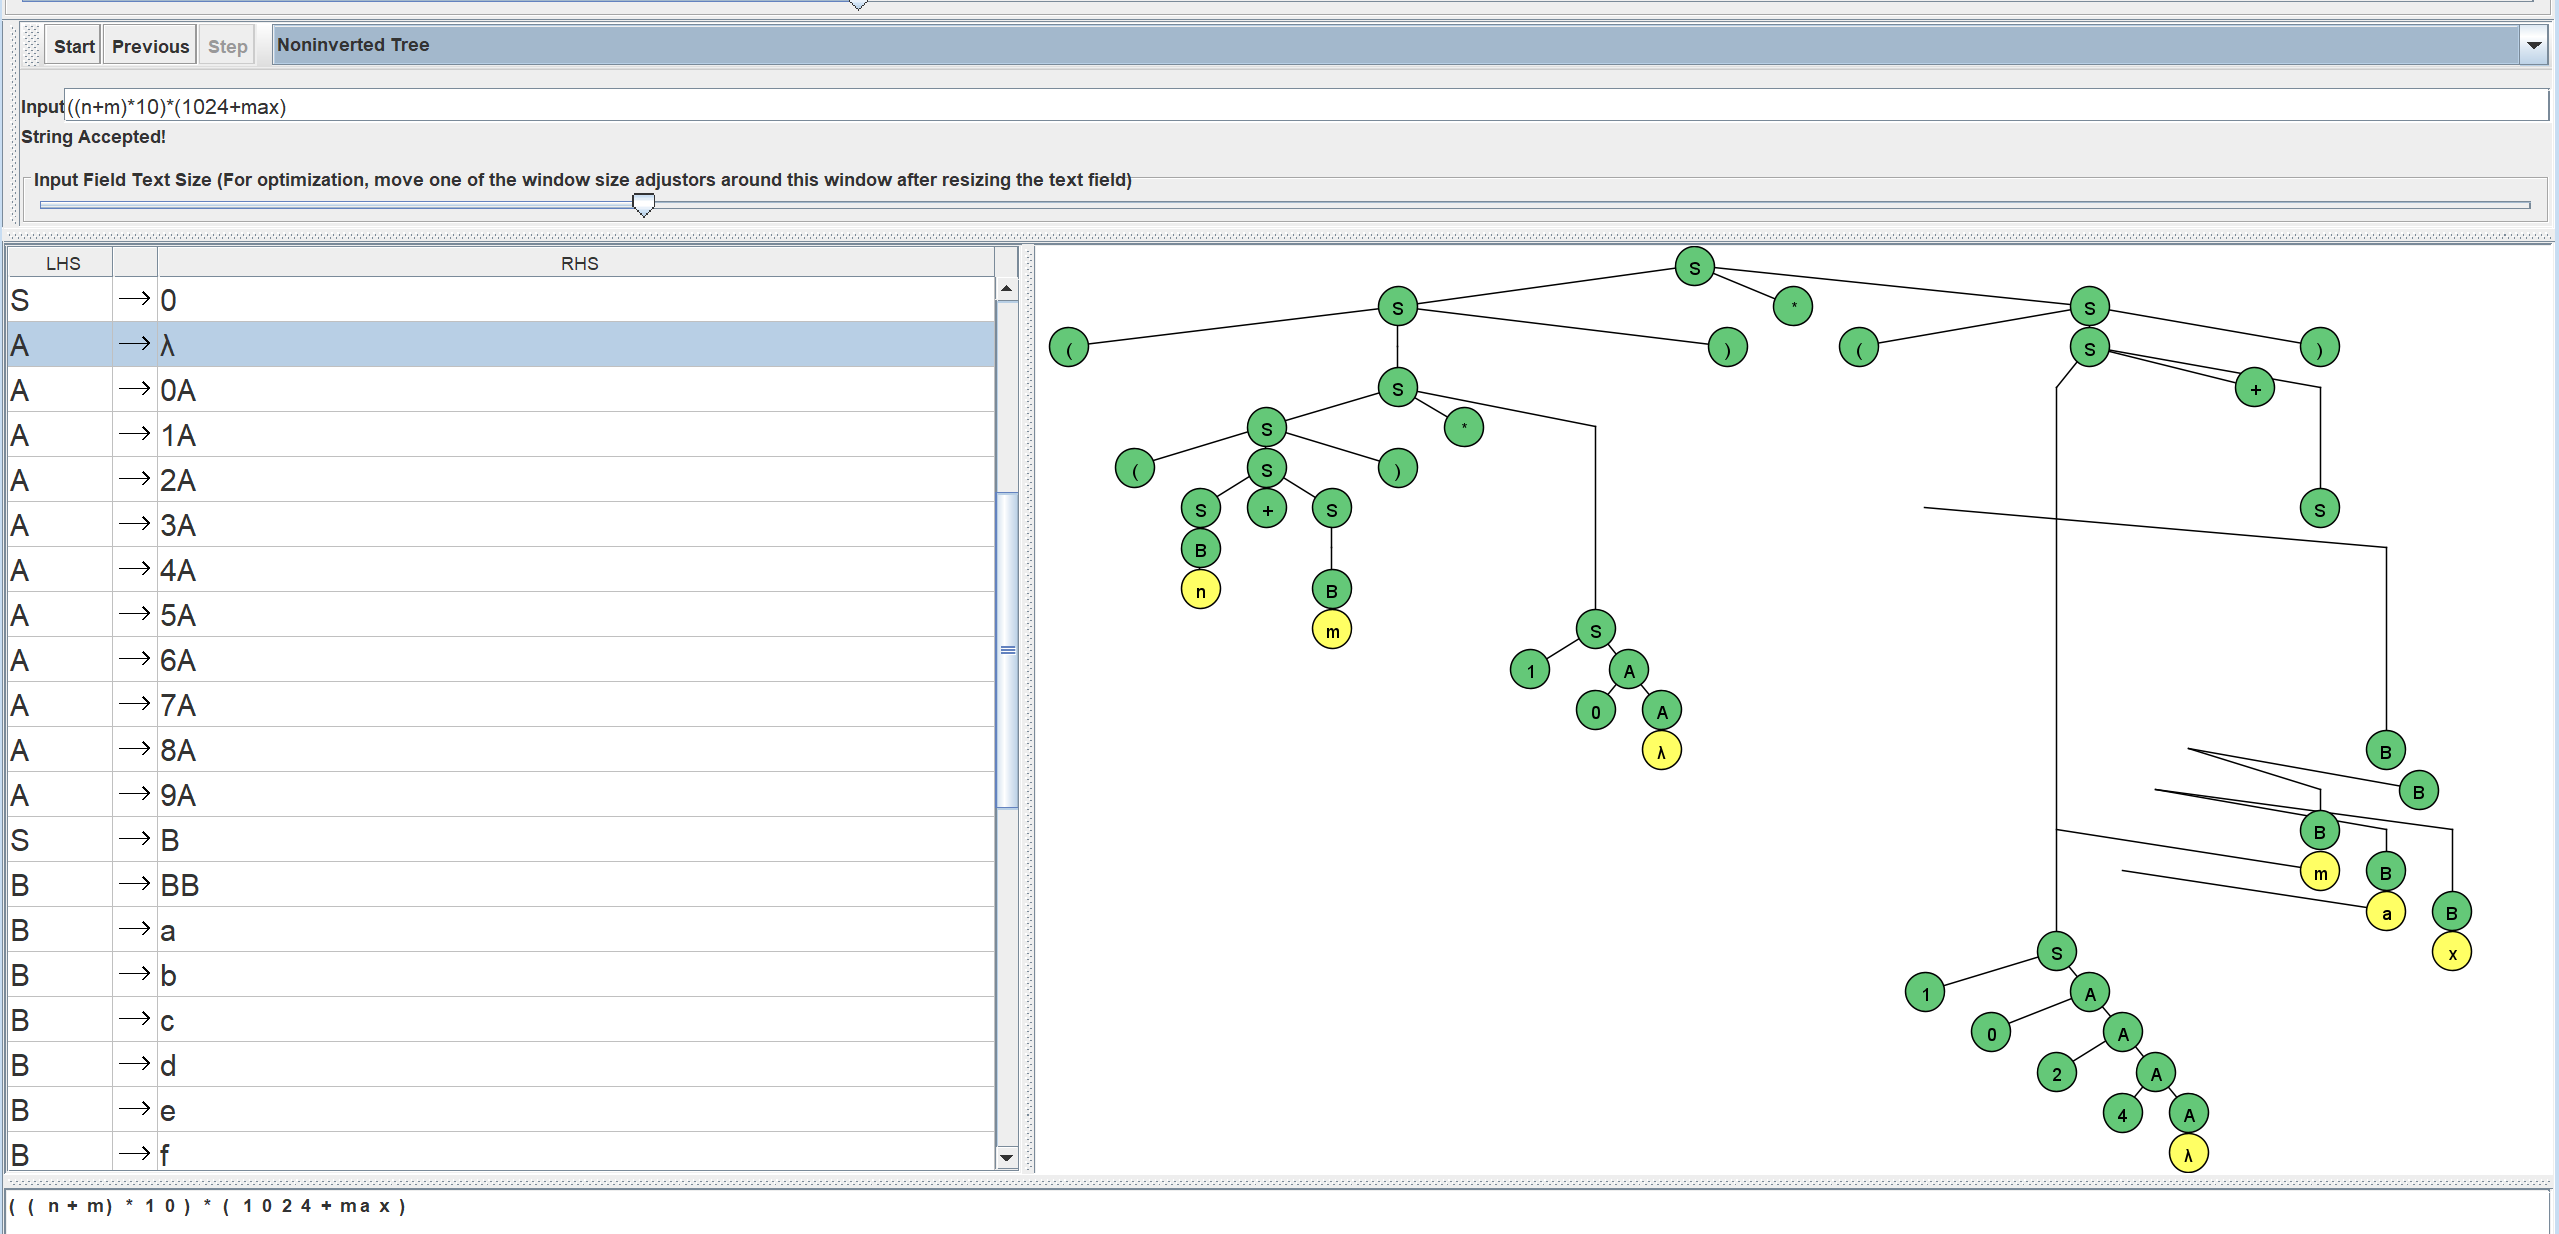 Start Previous Step Noninverted Tree
Input ((n+m)*10)*(1024+max)
String Accepted!
Input Field Text Size (For optimization, move one of the window size adjustors around this window after resizing the text field)
LHS RHS
S → 0
A → λ
A → 0A
A → 1A
A → 2A
A → 3A
A → 4A
A → 5A
A → 6A
A → 7A
A → 8A
A → 9A
S → B
B → BB
B → a
B → b
B → c
B → d
B → e
B → f
S
S * S
( ) ( S )
S +
S *
( S )
S + S S
B
n B
m S
1 A
0 A
λ B
B
B
m B
a B
x
S
1 A
0 A
2 A
4 A
λ
( ( n + m ) * 1 0 ) * ( 1 0 2 4 + m a x )